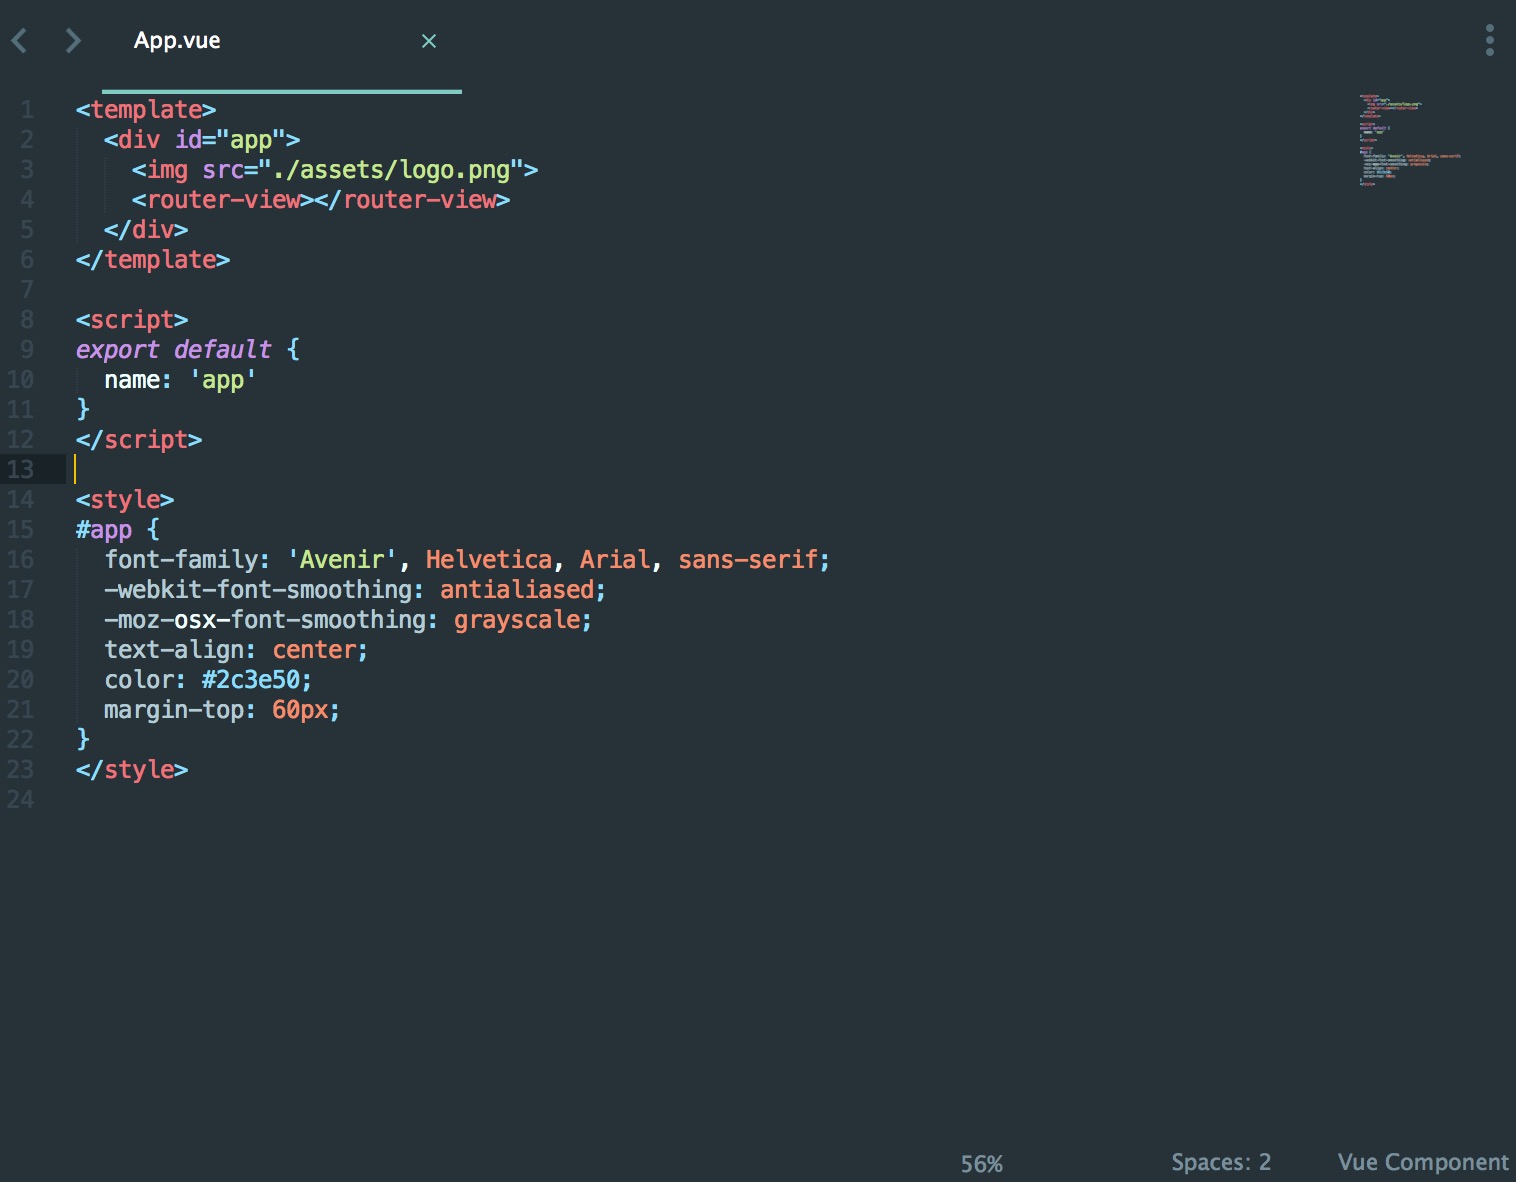 App.vue ×
1 <template>
2   <div id="app">
3     <img src="./assets/logo.png">
4     <router-view></router-view>
5   </div>
6 </template>
7
8 <script>
9 export default {
10   name: 'app'
11 }
12 </script>
13
14 <style>
15 #app {
16   font-family: 'Avenir', Helvetica, Arial, sans-serif;
17   -webkit-font-smoothing: antialiased;
18   -moz-osx-font-smoothing: grayscale;
19   text-align: center;
20   color: #2c3e50;
21   margin-top: 60px;
22 }
23 </style>
24
56% Spaces: 2 Vue Component